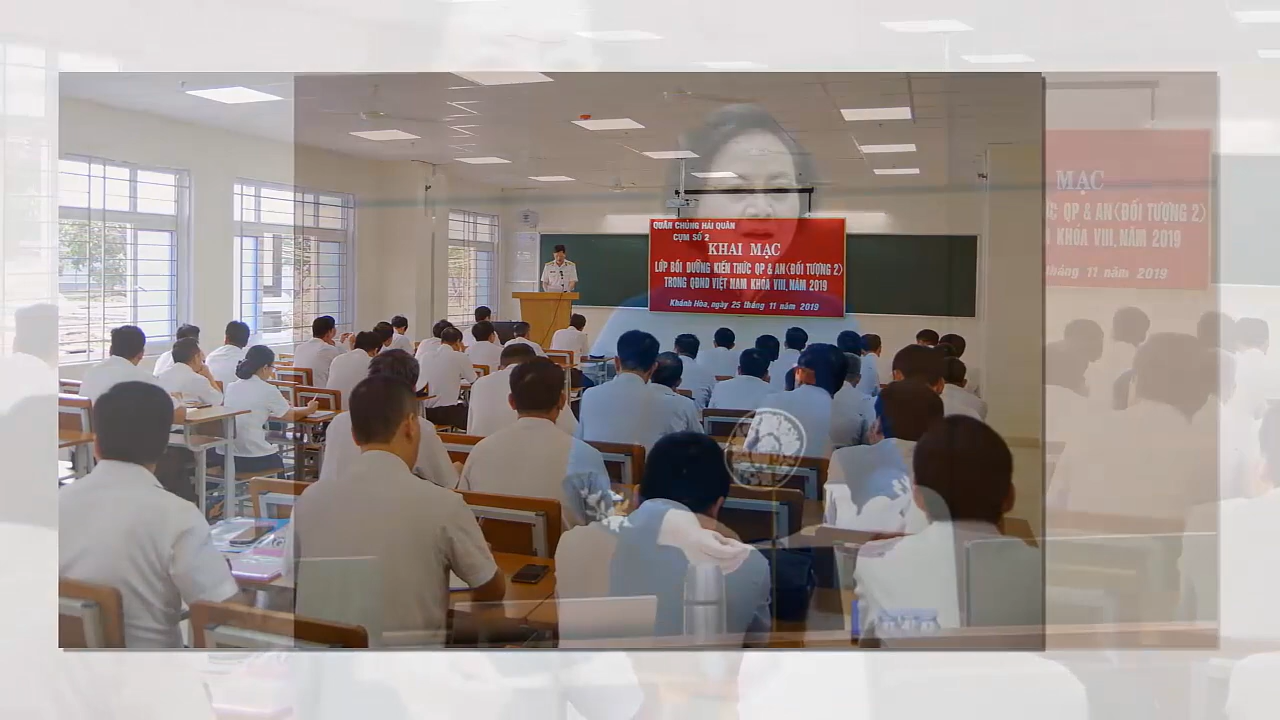 QUÂN CHỦNG HẢI QUÂN
CỤM SỐ 2
KHAI MẠC
LỚP BỒI DƯỠNG KIẾN THỨC QP & AN (ĐỐI TƯỢNG 2)
TRONG QĐND VIỆT NAM KHÓA VIII, NĂM 2019
Khánh Hòa, ngày 25 tháng 11 năm 2019
MẠC
QP & AN (ĐỐI TƯỢNG 2)
KHÓA VIII, NĂM 2019
tháng 11 năm 2019